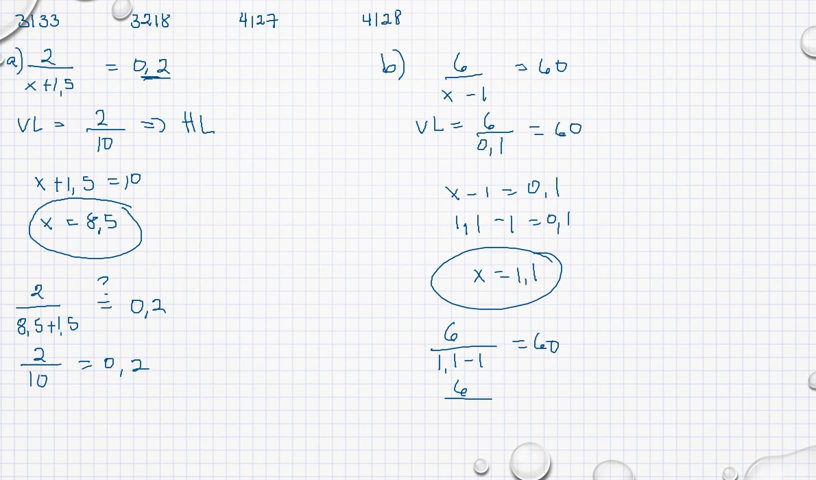 3133 3218 4127 4128
a) 2/(x+1,5) = 0,2
VL = 2/10 => HL
x+1,5 = 10
x = 8,5
2/(8,5+1,5) ?= 0,2
2/10 = 0,2
b) 6/(x-1) = 60
VL = 6/0,1 = 60
x-1 = 0,1
1,1-1 = 0,1
x = 1,1
6/(1,1-1) = 60
6